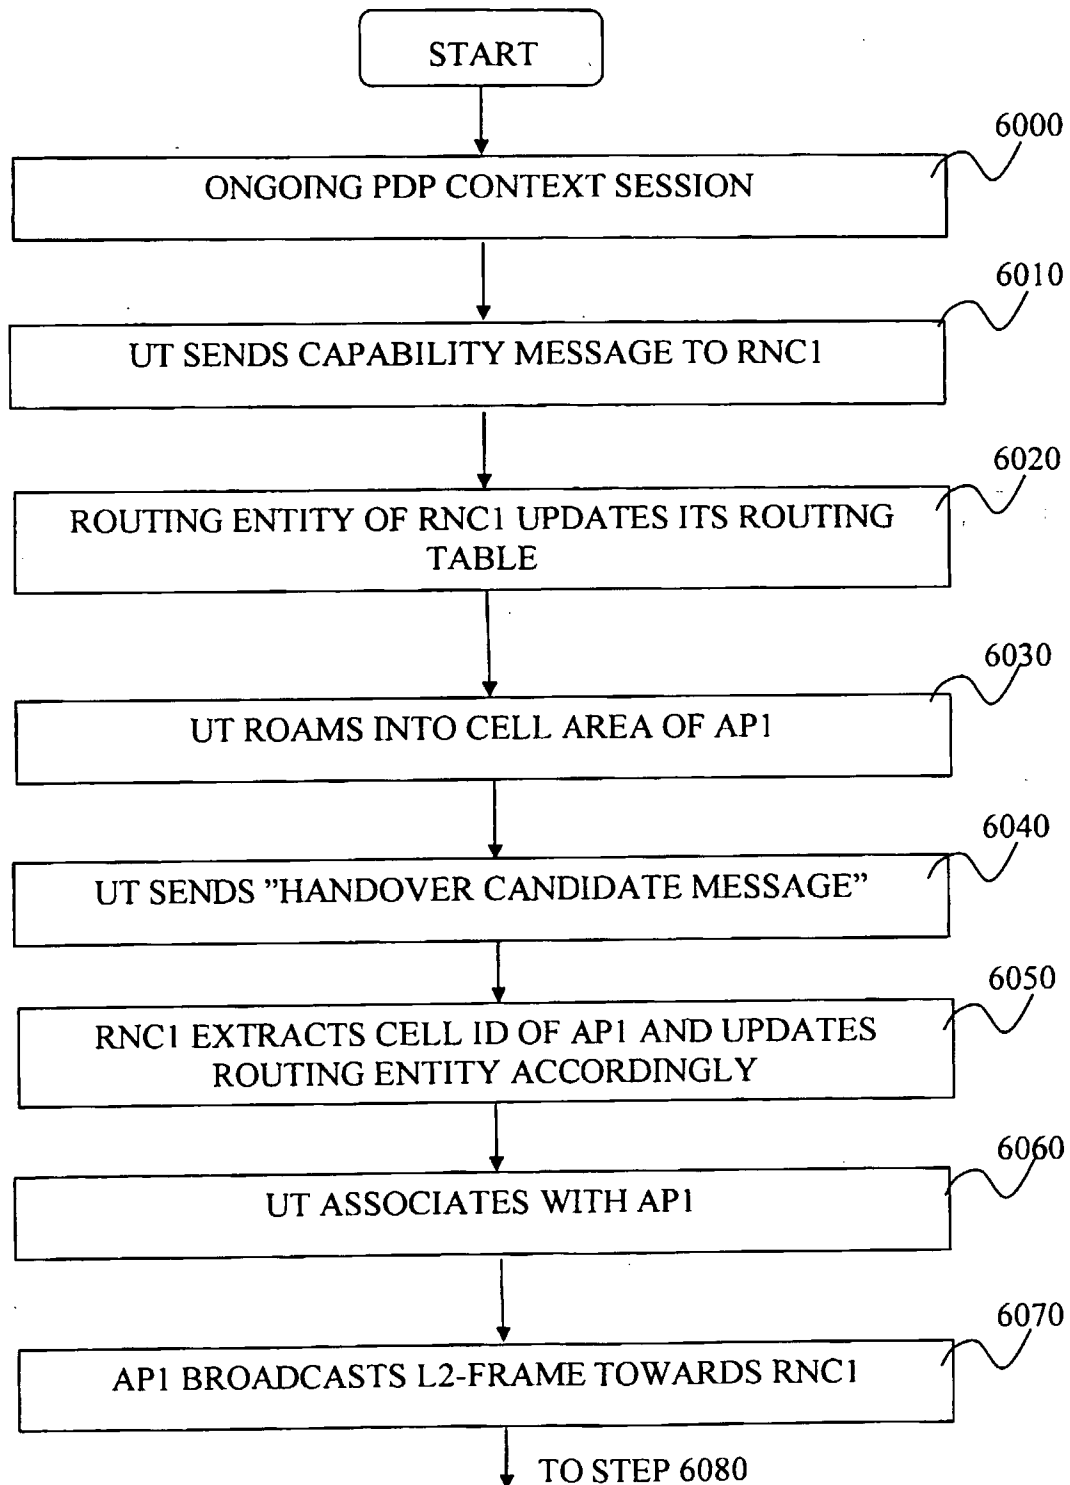 START
6000
ONGOING PDP CONTEXT SESSION
6010
UT SENDS CAPABILITY MESSAGE TO RNC1
6020
ROUTING ENTITY OF RNC1 UPDATES ITS ROUTING
TABLE
6030
UT ROAMS INTO CELL AREA OF AP1
6040
UT SENDS ”HANDOVER CANDIDATE MESSAGE”
6050
RNC1 EXTRACTS CELL ID OF AP1 AND UPDATES
ROUTING ENTITY ACCORDINGLY
6060
UT ASSOCIATES WITH AP1
6070
AP1 BROADCASTS L2-FRAME TOWARDS RNC1
TO STEP 6080